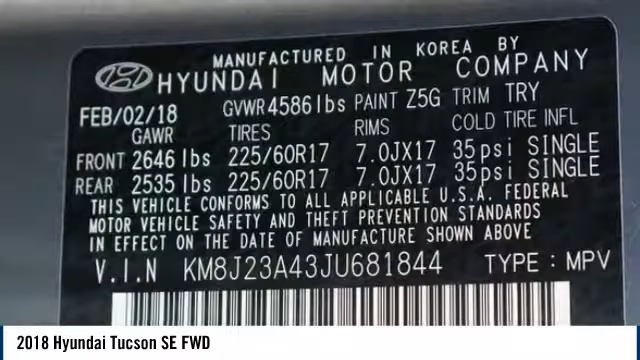 MANUFACTURED IN KOREA BY
HYUNDAI MOTOR COMPANY
FEB/02/18 GVWR 4586lbs PAINT Z5G TRIM TRY
GAWR TIRES RIMS COLD TIRE INFL
FRONT 2646 lbs 225/60R17 7.0JX17 35psi SINGLE
REAR 2535 lbs 225/60R17 7.0JX17 35psi SINGLE
THIS VEHICLE CONFORMS TO ALL APPLICABLE U.S.A. FEDERAL
MOTOR VEHICLE SAFETY AND THEFT PREVENTION STANDARDS
IN EFFECT ON THE DATE OF MANUFACTURE SHOWN ABOVE
V.I.N KM8J23A43JU681844 TYPE : MPV
2018 Hyundai Tucson SE FWD